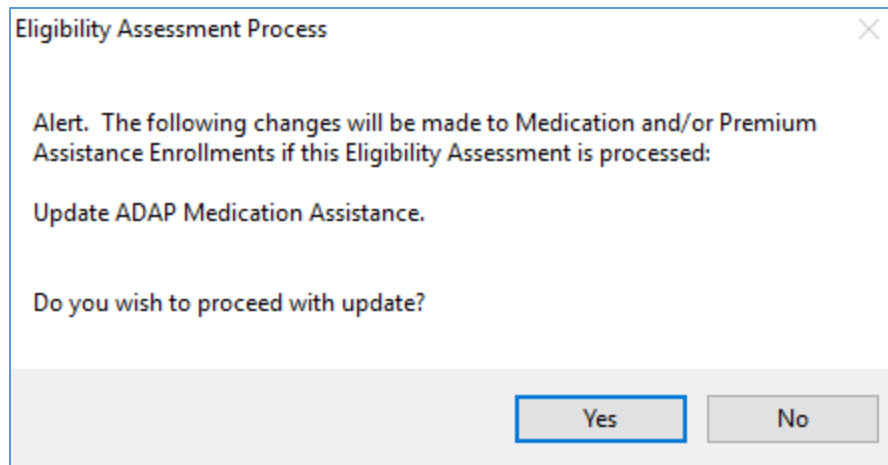 Eligibility Assessment Process
Alert.  The following changes will be made to Medication and/or Premium
Assistance Enrollments if this Eligibility Assessment is processed:
Update ADAP Medication Assistance.
Do you wish to proceed with update?
Yes
No